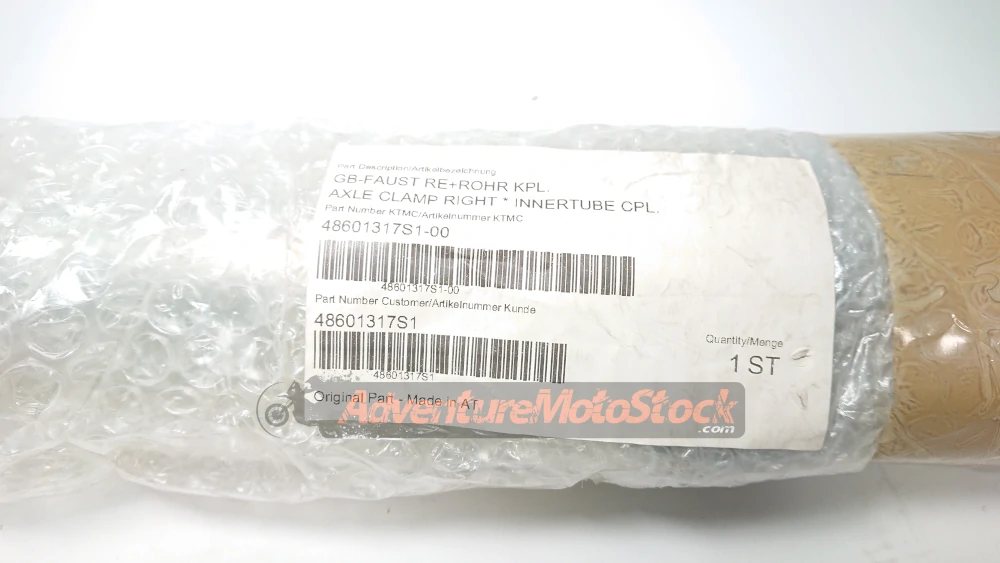 Part Description/Artikelbezeichnung
GB-FAUST RE+ROHR KPL.
AXLE CLAMP RIGHT * INNERTUBE CPL.
Part Number KTMC/Artikelnummer KTMC
48601317S1-00
48601317S1-00
Part Number Customer/Artikelnummer Kunde
48601317S1
48601317S1
Quantity/Menge
1 ST
Original Part - Made in AT
AdventureMotoStock
.com